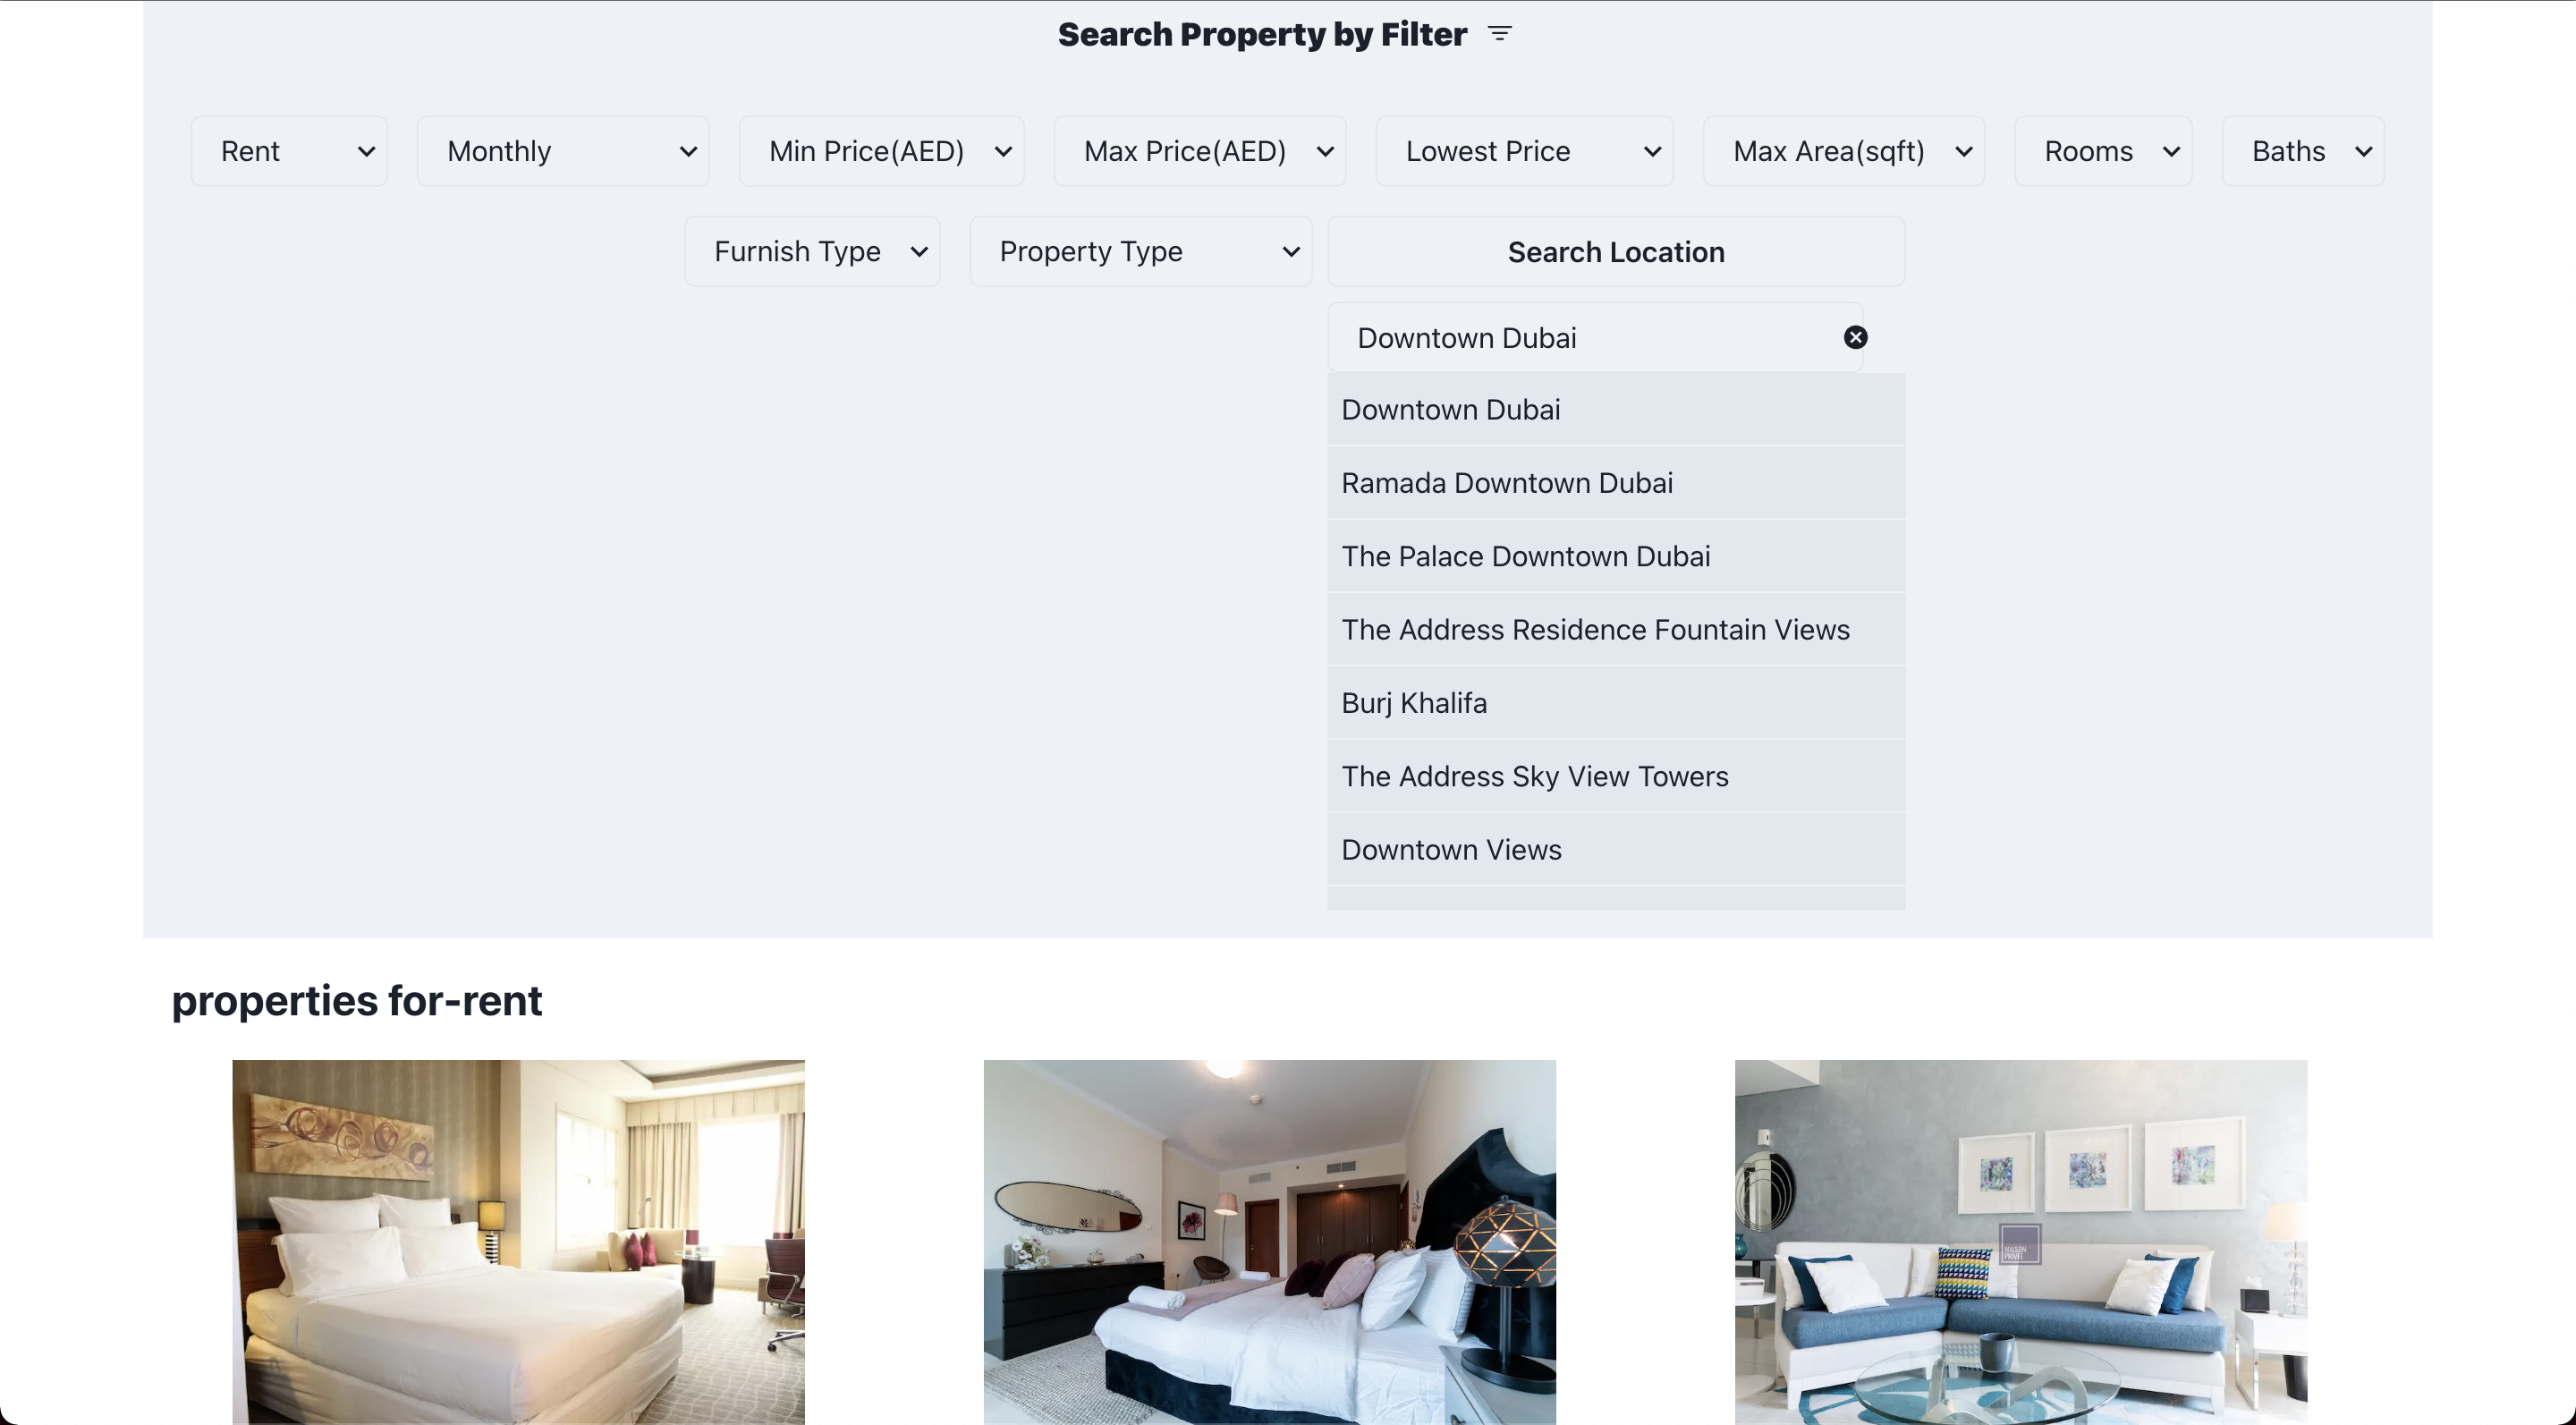 Search Property by Filter
Rent Monthly Min Price(AED) Max Price(AED) Lowest Price Max Area(sqft) Rooms Baths
Furnish Type Property Type Search Location
Downtown Dubai
Downtown Dubai
Ramada Downtown Dubai
The Palace Downtown Dubai
The Address Residence Fountain Views
Burj Khalifa
The Address Sky View Towers
Downtown Views
properties for-rent
MAISON
PRIVEE